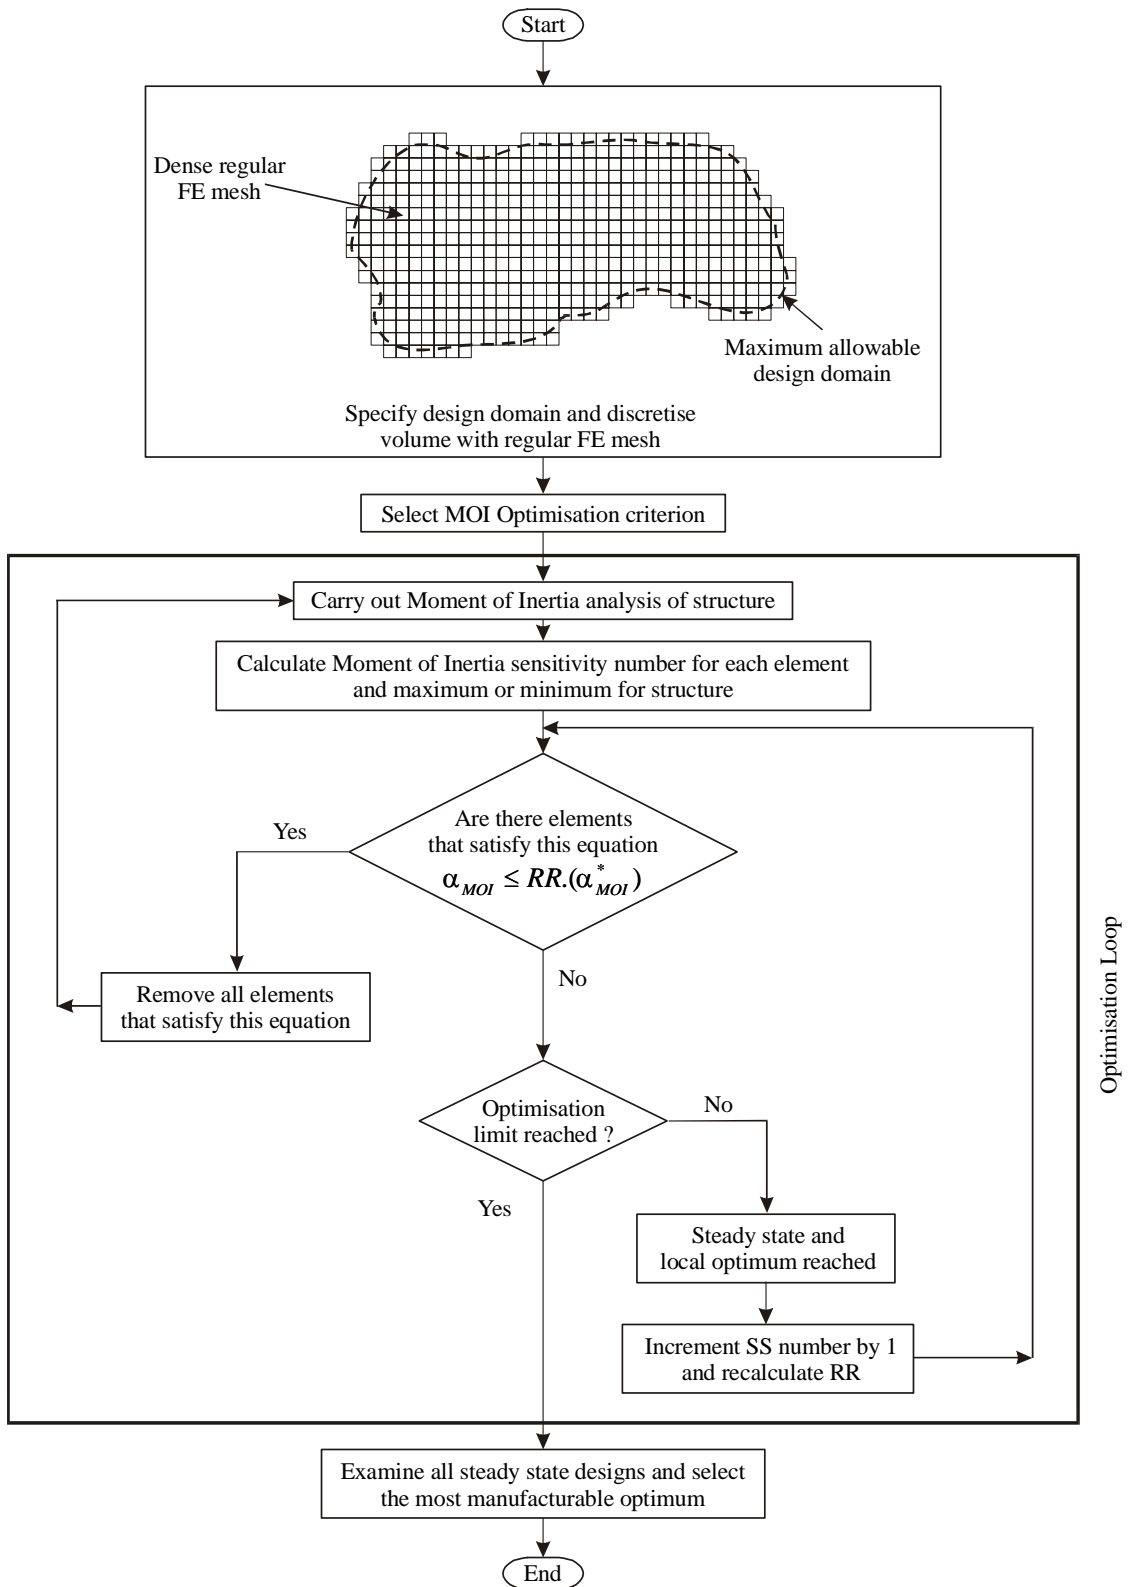 Start
Dense regular
FE mesh
Maximum allowable
design domain
Specify design domain and discretise
volume with regular FE mesh
Select MOI Optimisation criterion
Carry out Moment of Inertia analysis of structure
Calculate Moment of Inertia sensitivity number for each element
and maximum or minimum for structure
Are there elements
that satisfy this equation
α_MOI ≤ RR.(α*_MOI)
Yes
No
Remove all elements
that satisfy this equation
Optimisation
limit reached ?
No
Yes
Steady state and
local optimum reached
Increment SS number by 1
and recalculate RR
Optimisation Loop
Examine all steady state designs and select
the most manufacturable optimum
End